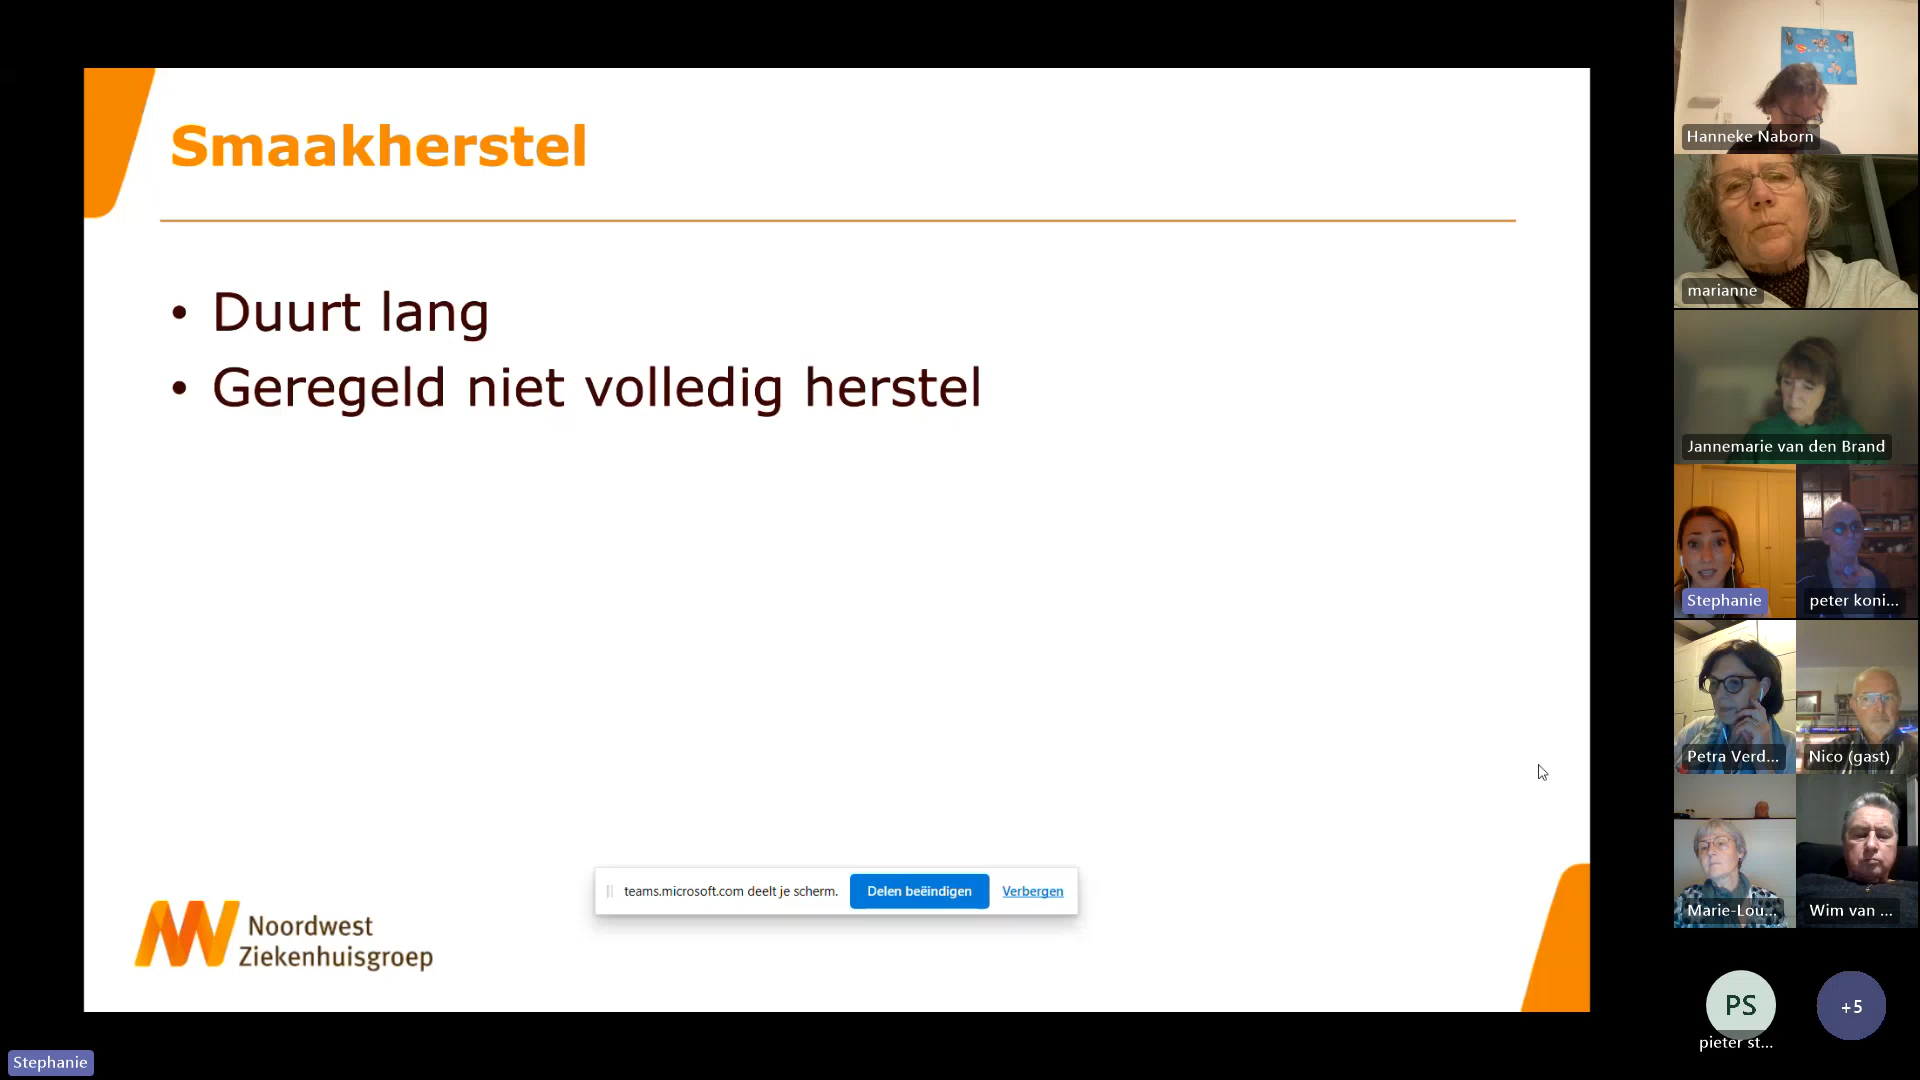 Smaakherstel
• Duurt lang
• Geregeld niet volledig herstel
teams.microsoft.com deelt je scherm. Delen beëindigen Verbergen
Noordwest
Ziekenhuisgroep
Stephanie
Hanneke Naborn
marianne
Jannemarie van den Brand
Stephanie
peter koni...
Petra Verd...
Nico (gast)
Marie-Lou...
Wim van ...
PS
pieter st...
+5